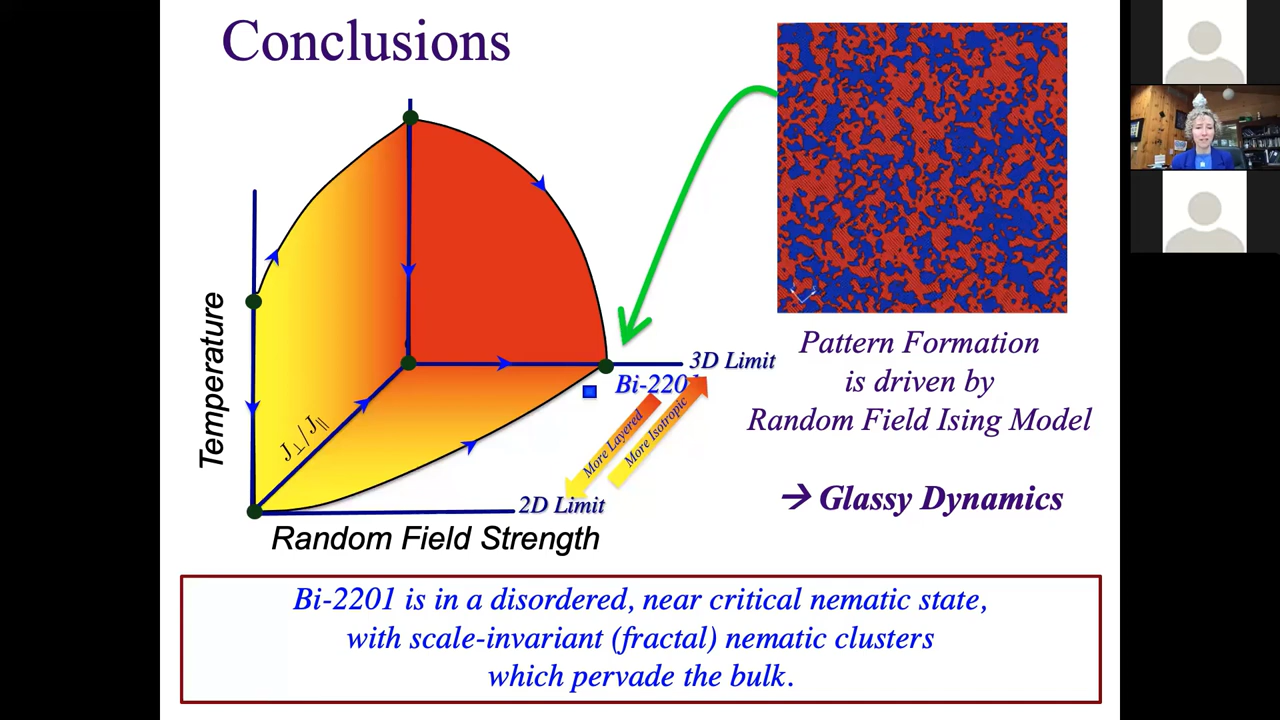 Conclusions
Temperature
J⊥/J∥
3D Limit
Bi-220
More Layered
More Isotropic
2D Limit
Random Field Strength
Pattern Formation
is driven by
Random Field Ising Model
→ Glassy Dynamics
Bi-2201 is in a disordered, near critical nematic state,
with scale-invariant (fractal) nematic clusters
which pervade the bulk.